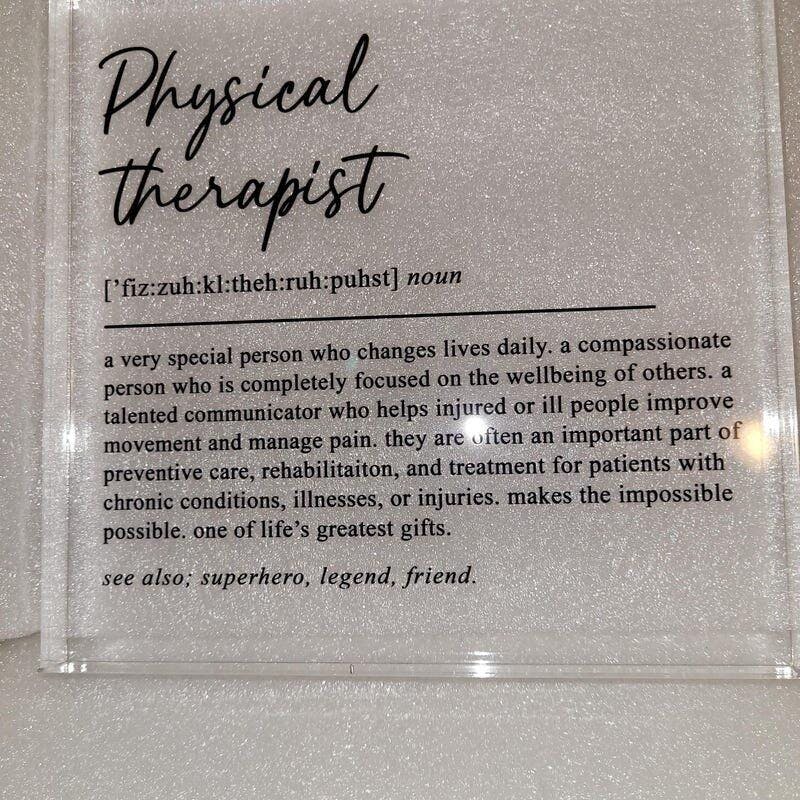 Physical
therapist
['fiz:zuh:kl:theh:ruh:puhst] noun
a very special person who changes lives daily. a compassionate
person who is completely focused on the wellbeing of others. a
talented communicator who helps injured or ill people improve
movement and manage pain. they are often an important part of
preventive care, rehabilitaiton, and treatment for patients with
chronic conditions, illnesses, or injuries. makes the impossible
possible. one of life's greatest gifts.
see also; superhero, legend, friend.